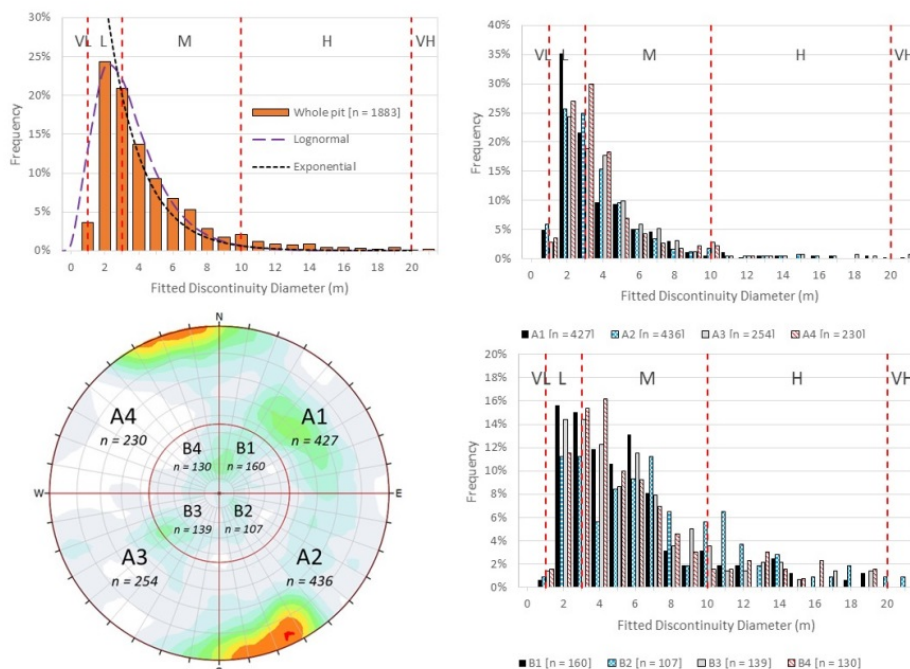 30%
25%
20%
15%
10%
5%
0%
Frequency
VL L M H VH
Whole pit [n = 1883]
Lognormal
Exponential
0 2 4 6 8 10 12 14 16 18 20
Fitted Discontinuity Diameter (m)
40%
35%
30%
25%
20%
15%
10%
5%
0%
Frequency
VL L M H VH
0 2 4 6 8 10 12 14 16 18 20
Fitted Discontinuity Diameter (m)
A1 [n = 427] A2 [n = 436] A3 [n = 254] A4 [n = 230]
N
A4
n = 230
A1
n = 427
B4
n = 130
B1
n = 160
W
E
B3
n = 139
B2
n = 107
A3
n = 254
A2
n = 436
20%
18%
16%
14%
12%
10%
8%
6%
4%
2%
0%
Frequency
VL L M H VH
0 2 4 6 8 10 12 14 16 18 20
Fitted Discontinuity Diameter (m)
B1 [n = 160] B2 [n = 107] B3 [n = 139] B4 [n = 130]